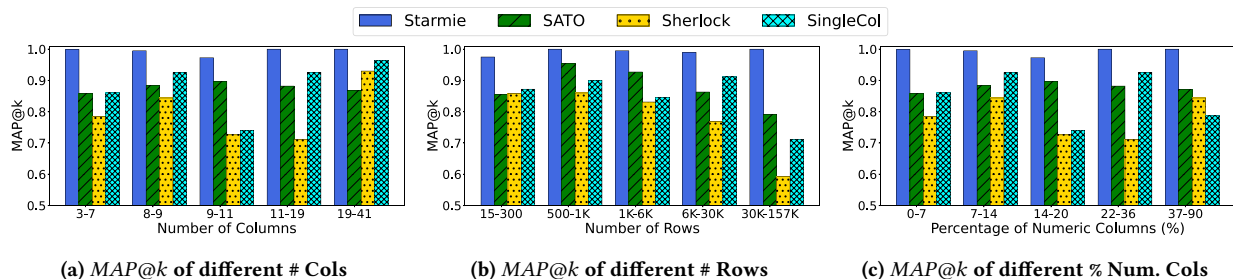 Starmie SATO Sherlock SingleCol
1.0
0.9
0.8
0.7
0.6
0.5
MAP@k
3-7 8-9 9-11 11-19 19-41
Number of Columns
(a) MAP@k of different # Cols
1.0
0.9
0.8
0.7
0.6
0.5
MAP@k
15-300 500-1K 1K-6K 6K-30K 30K-157K
Number of Rows
(b) MAP@k of different # Rows
1.0
0.9
0.8
0.7
0.6
0.5
MAP@k
0-7 7-14 14-20 22-36 37-90
Percentage of Numeric Columns (%)
(c) MAP@k of different % Num. Cols